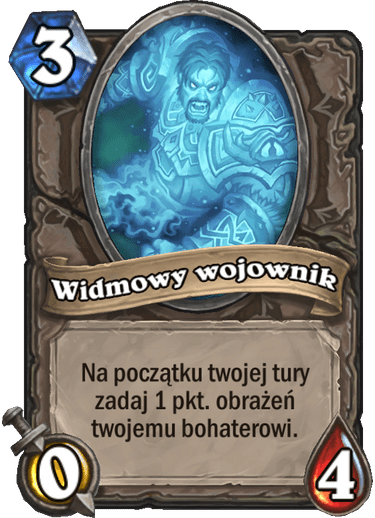 3
Widmowy wojownik
Na początku twojej tury
zadaj 1 pkt. obrażeń
twojemu bohaterowi.
0
4